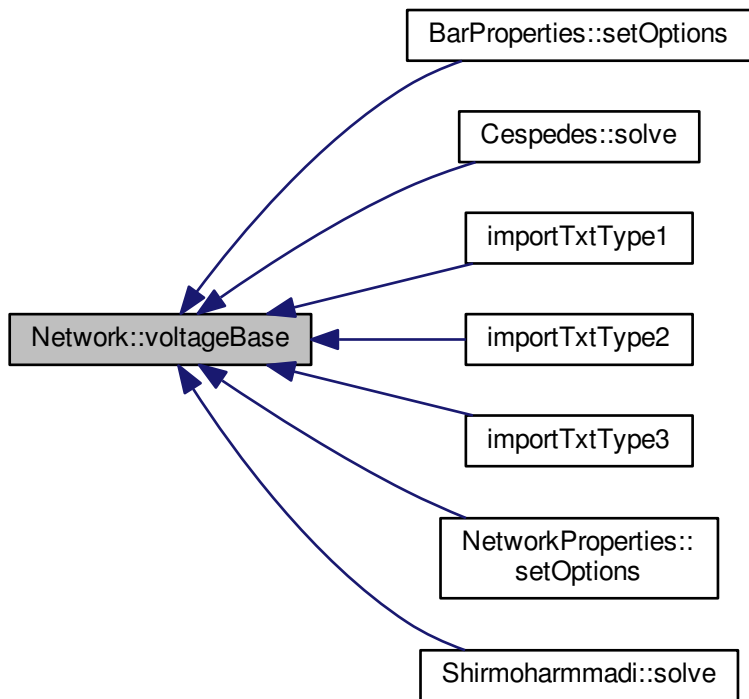 BarProperties::setOptions
Cespedes::solve
importTxtType1
Network::voltageBase
importTxtType2
importTxtType3
NetworkProperties::
setOptions
Shirmoharmmadi::solve